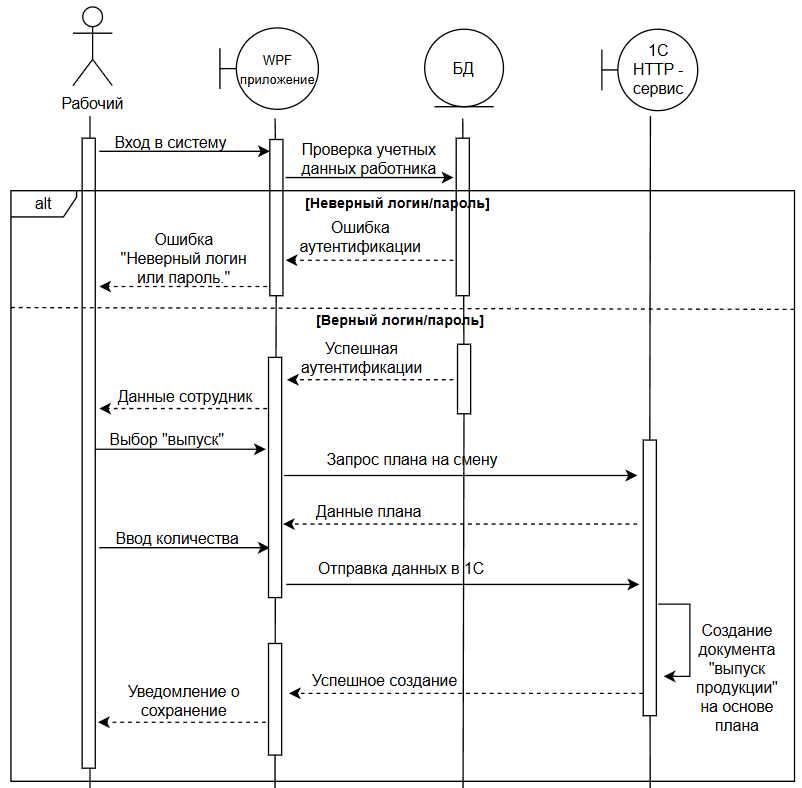 Рабочий
WPF
приложение
БД
1С
HTTP -
сервис
Вход в систему
Проверка учетных
данных работника
alt
[Неверный логин/пароль]
Ошибка
аутентификации
Ошибка
"Неверный логин
или пароль."
[Верный логин/пароль]
Успешная
аутентификации
Данные сотрудник
Выбор "выпуск"
Запрос плана на смену
Данные плана
Ввод количества
Отправка данных в 1С
Создание
документа
"выпуск
продукции"
на основе
плана
Успешное создание
Уведомление о
сохранение